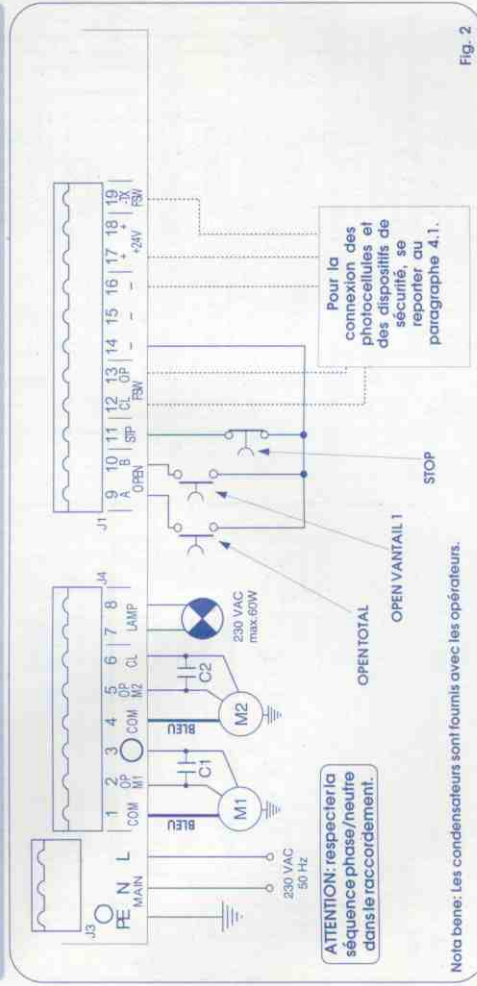 J3
PE N L
MAIN
230 VAC
50 Hz
J4
1 2 3 4 5 6 7 8
COM OP COM OP CL LAMP
M1 M2
BLEU
C1
M1
BLEU
C2
M2
230 VAC
max.60W
J1
9 10 11 12 13 14 15 16 17 18 19
A B STP CL OP - - - + + -TX
OPEN FSW +24V FSW
ATTENTION: respecter la
séquence phase/neutre
dans le raccordement.
OPEN TOTAL
OPEN VANTAIL 1
STOP
Pour la
connexion des
photocellules et
des dispositifs de
sécurité, se
reporter au
paragraphe 4.1.
Nota bene: Les condensateurs sont fournis avec les opérateurs.
Fig. 2